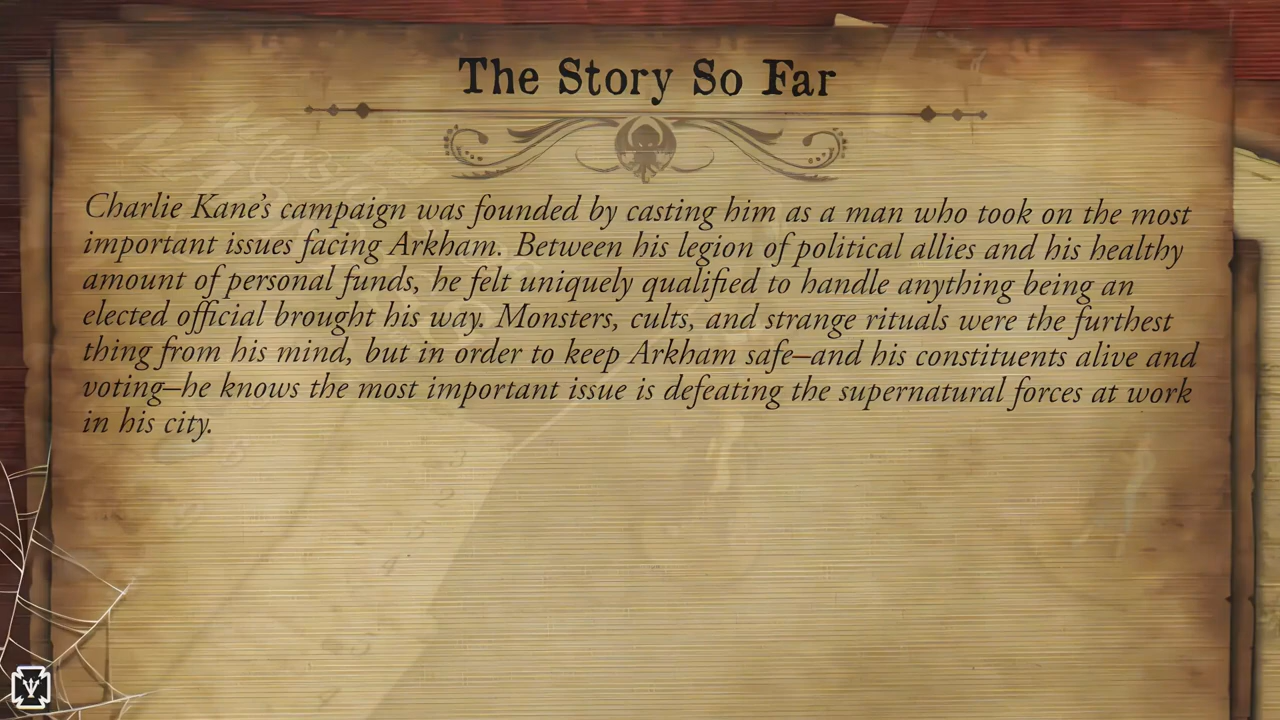 The Story So Far
Charlie Kane's campaign was founded by casting him as a man who took on the most
important issues facing Arkham. Between his legion of political allies and his healthy
amount of personal funds, he felt uniquely qualified to handle anything being an
elected official brought his way. Monsters, cults, and strange rituals were the furthest
thing from his mind, but in order to keep Arkham safe—and his constituents alive and
voting—he knows the most important issue is defeating the supernatural forces at work
in his city.